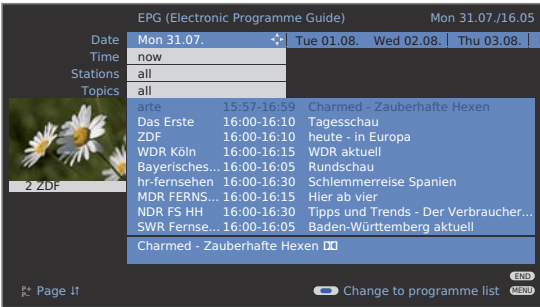 EPG (Electronic Programme Guide) Mon 31.07./16.05
Date Mon 31.07. Tue 01.08. Wed 02.08. Thu 03.08.
Time now
Stations all
Topics all
arte 15:57-16:59 Charmed - Zauberhafte Hexen
Das Erste 16:00-16:10 Tagesschau
ZDF 16:00-16:10 heute - in Europa
WDR Köln 16:00-16:15 WDR aktuell
Bayerisches... 16:00-16:05 Rundschau
2 ZDF hr-fernsehen 16:00-16:30 Schlemmerreise Spanien
MDR FERNS... 16:00-16:15 Hier ab vier
NDR FS HH 16:00-16:30 Tipps und Trends - Der Verbraucher...
SWR Fernse... 16:00-16:05 Baden-Württemberg aktuell
Charmed - Zauberhafte Hexen
END
P+ P- Page Change to programme list MENU